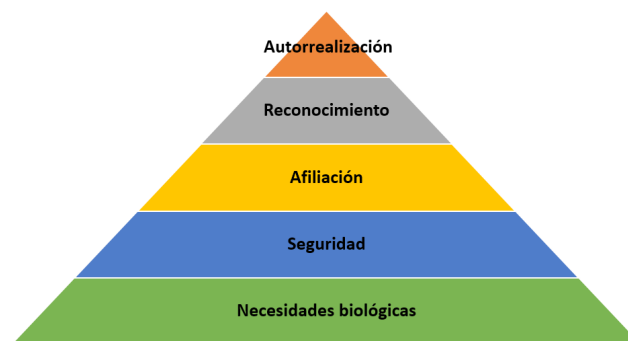 Autorrealización
Reconocimiento
Afiliación
Seguridad
Necesidades biológicas